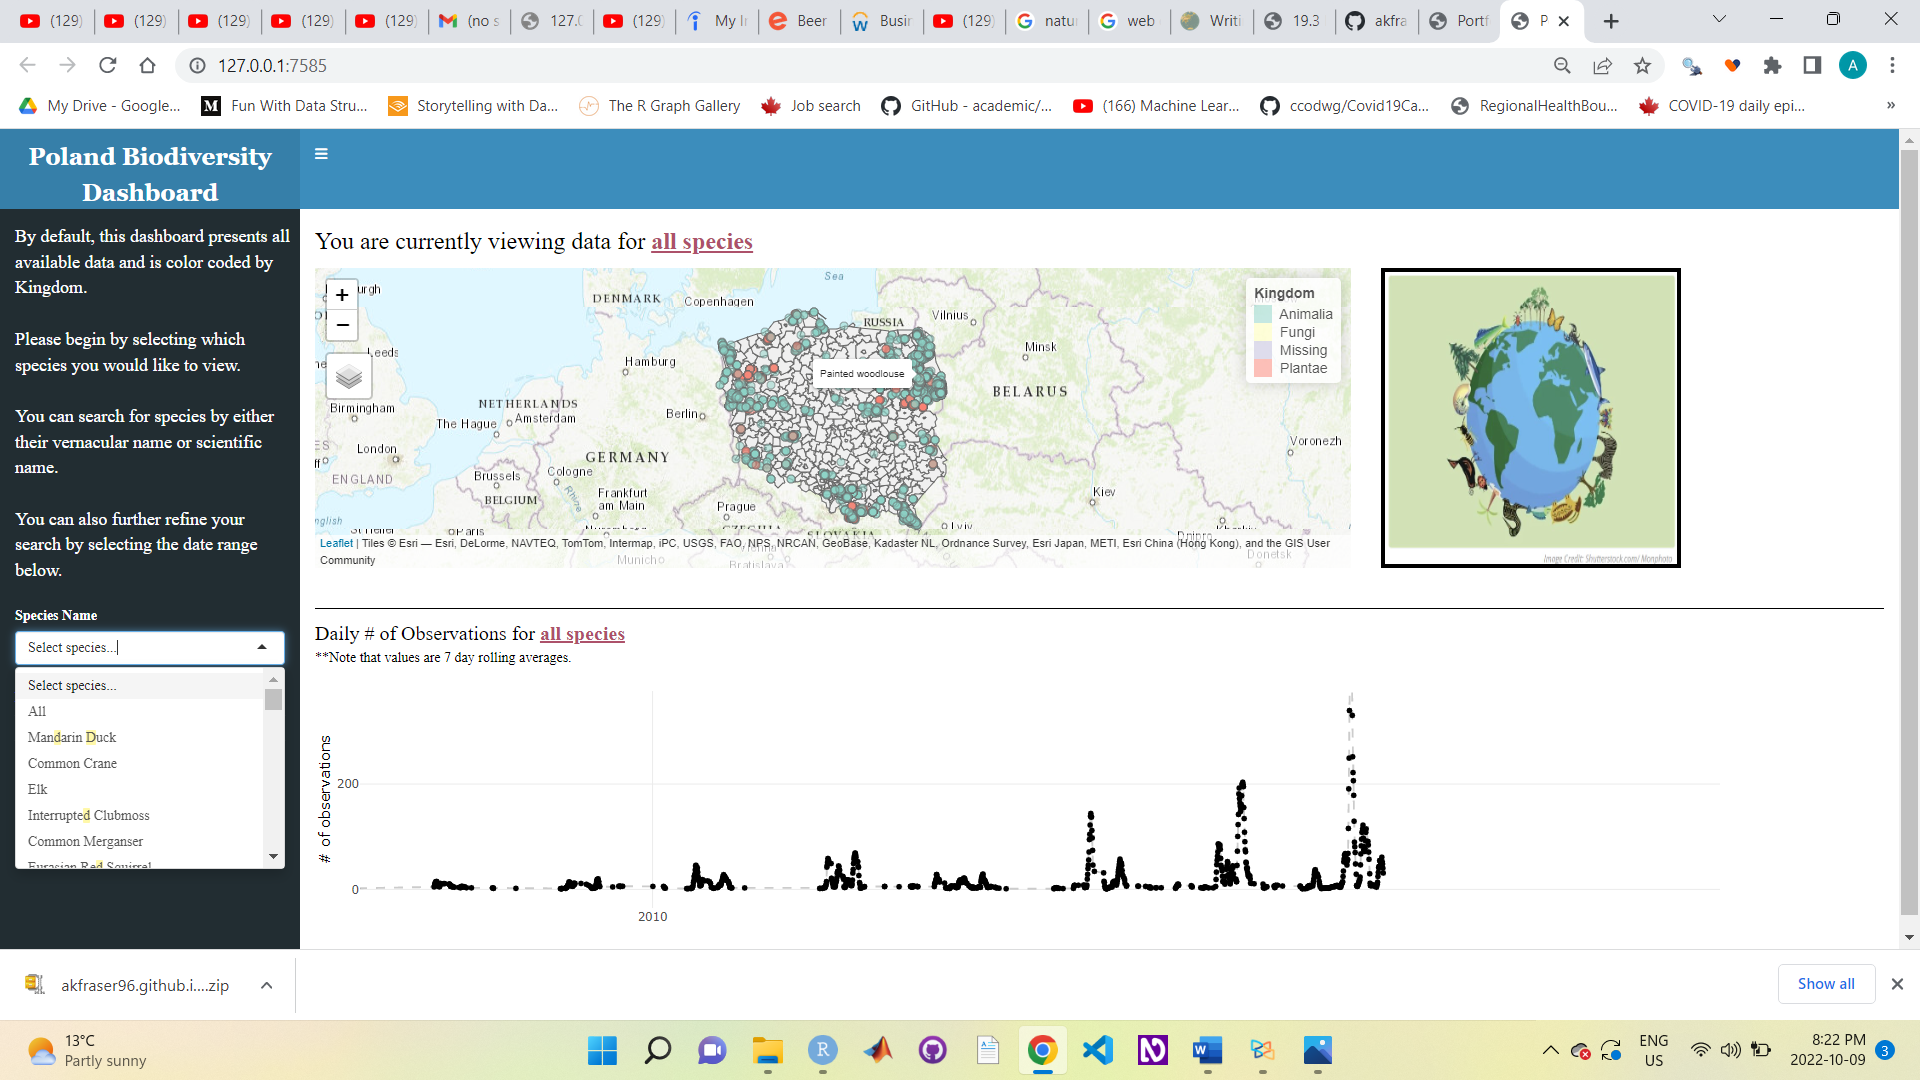 (129)
(129)
(129)
(129)
(129)
(no s
127.0
(129)
My In
Beer
Busin
(129)
natur
web
Writi
19.3
akfra
Portf
P
127.0.0.1:7585
A
My Drive - Google...
Fun With Data Stru...
Storytelling with Da...
The R Graph Gallery
Job search
GitHub - academic/...
(166) Machine Lear...
ccodwg/Covid19Ca...
RegionalHealthBou...
COVID-19 daily epi...
»
Poland Biodiversity
Dashboard
By default, this dashboard presents all
available data and is color coded by
Kingdom.
Please begin by selecting which
species you would like to view.
You can search for species by either
their vernacular name or scientific
name.
You can also further refine your
search by selecting the date range
below.
Species Name
Select species...
Select species...
All
Mandarin Duck
Common Crane
Elk
Interrupted Clubmoss
Common Merganser
Eurasian Red Squirrel
You are currently viewing data for all species
+
−
Sea
DENMARK
Copenhagen
RUSSIA
Vilnius
Leeds
Hamburg
Minsk
Painted woodlouse
Birmingham
NETHERLANDS
The Hague
Amsterdam
Berlin
BELARUS
London
ENGLAND
Brussels
Cologne
GERMANY
Voronezh
BELGIUM
Rhine
Frankfurt
am Main
Prague
Kiev
nglish
Paris
CZECHIA
SLOVAKIA
Lviv
Dnipro
Kharkiv
Munich
Vienna
Bratislava
Donetsk
Kingdom
Animalia
Fungi
Missing
Plantae
Leaflet | Tiles © Esri — Esri, DeLorme, NAVTEQ, TomTom, Intermap, iPC, USGS, FAO, NPS, NRCAN, GeoBase, Kadaster NL, Ordnance Survey, Esri Japan, METI, Esri China (Hong Kong), and the GIS User
Community
Image Credit: Shutterstock.com/ Monphoto
Daily # of Observations for all species
**Note that values are 7 day rolling averages.
# of observations
200
0
2010
akfraser96.github.i....zip
Show all
13°C
Partly sunny
ENG
US
8:22 PM
2022-10-09
3